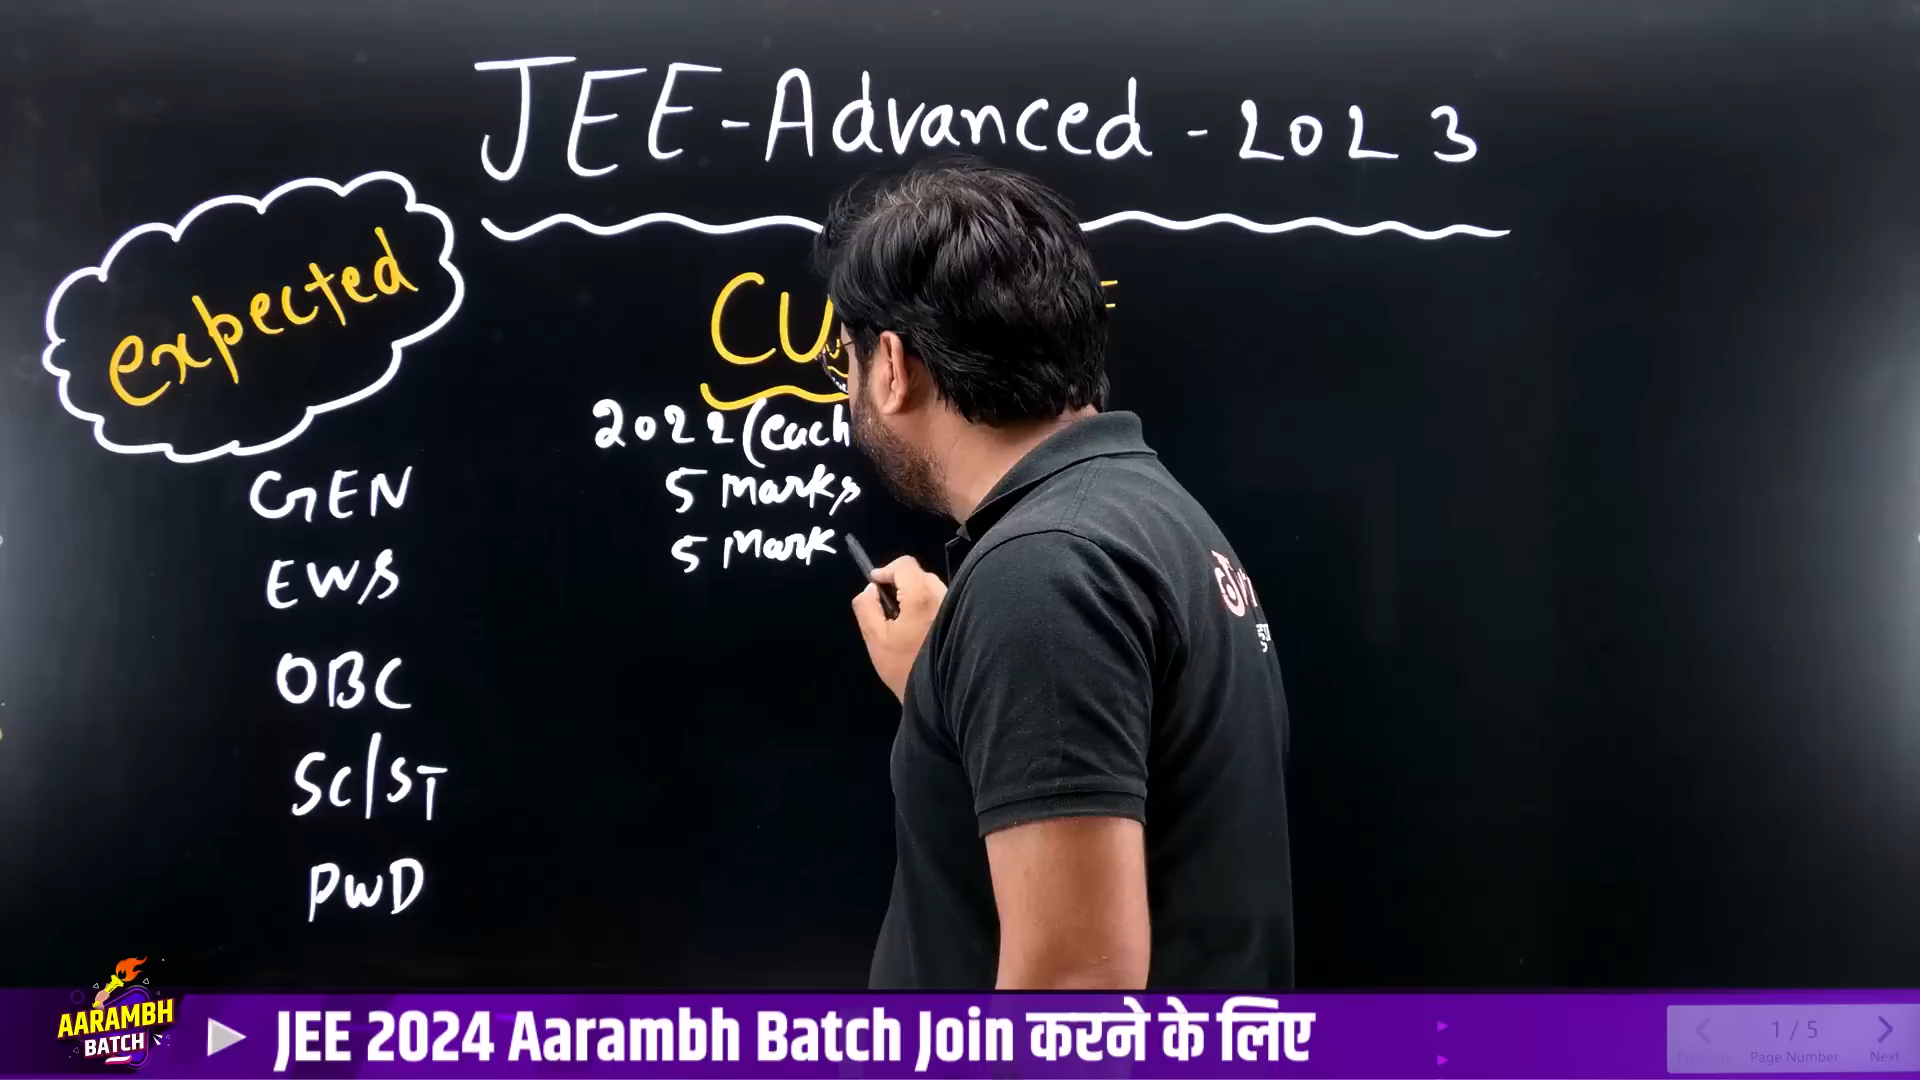 JEE-Advanced-2023
expected
2022 (each
GEN
5 marks
EWS
5 mark
OBC
SC/ST
PWD
AARAMBH
BATCH
JEE 2024 Aarambh Batch Join करने के लिए
1 / 5
Previous
Page Number
Next